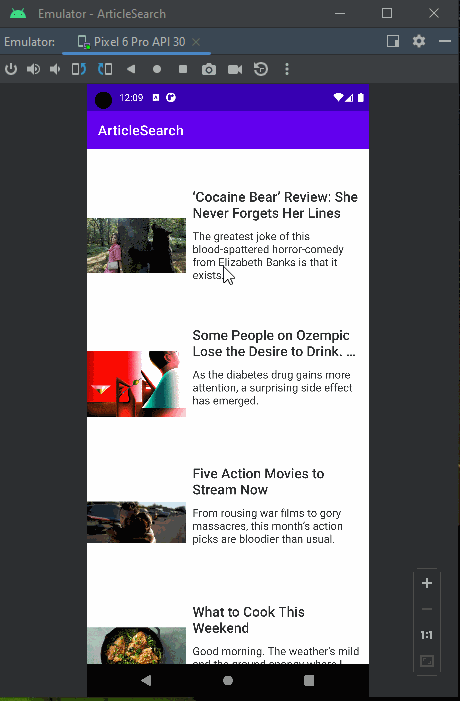 Emulator - ArticleSearch
Emulator:
Pixel 6 Pro API 30
12:09
ArticleSearch
‘Cocaine Bear’ Review: She
Never Forgets Her Lines
The greatest joke of this
blood-spattered horror-comedy
from Elizabeth Banks is that it
exists.
Some People on Ozempic
Lose the Desire to Drink. …
As the diabetes drug gains more
attention, a surprising side effect
has emerged.
Five Action Movies to
Stream Now
From rousing war films to gory
massacres, this month’s action
picks are bloodier than usual.
What to Cook This
Weekend
Good morning. The weather’s mild
and the ground spongy where I
1:1